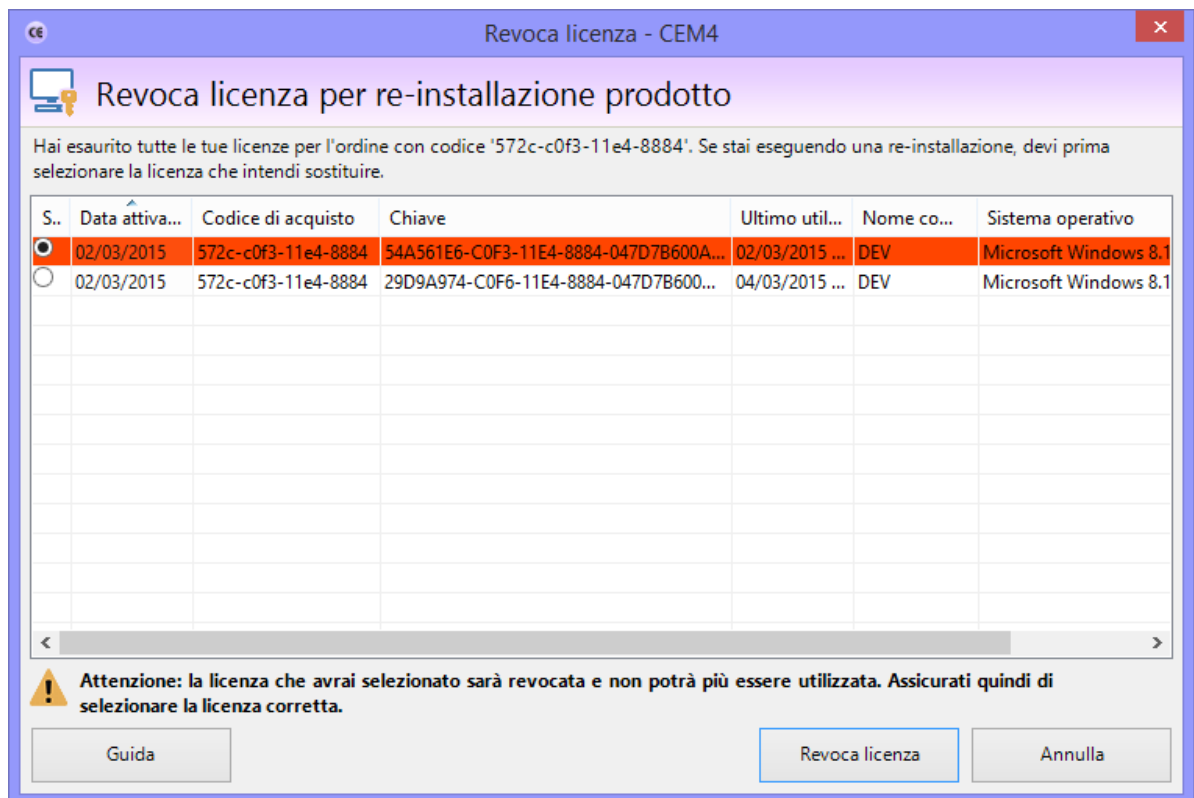 CE
Revoca licenza - CEM4
Revoca licenza per re-installazione prodotto
Hai esaurito tutte le tue licenze per l'ordine con codice '572c-c0f3-11e4-8884'. Se stai eseguendo una re-installazione, devi prima
selezionare la licenza che intendi sostituire.
S.. Data attiva... Codice di acquisto Chiave Ultimo util... Nome co... Sistema operativo
02/03/2015 572c-c0f3-11e4-8884 54A561E6-C0F3-11E4-8884-047D7B600A... 02/03/2015 ... DEV Microsoft Windows 8.1
02/03/2015 572c-c0f3-11e4-8884 29D9A974-C0F6-11E4-8884-047D7B600... 04/03/2015 ... DEV Microsoft Windows 8.1
Attenzione: la licenza che avrai selezionato sarà revocata e non potrà più essere utilizzata. Assicurati quindi di
selezionare la licenza corretta.
Guida Revoca licenza Annulla